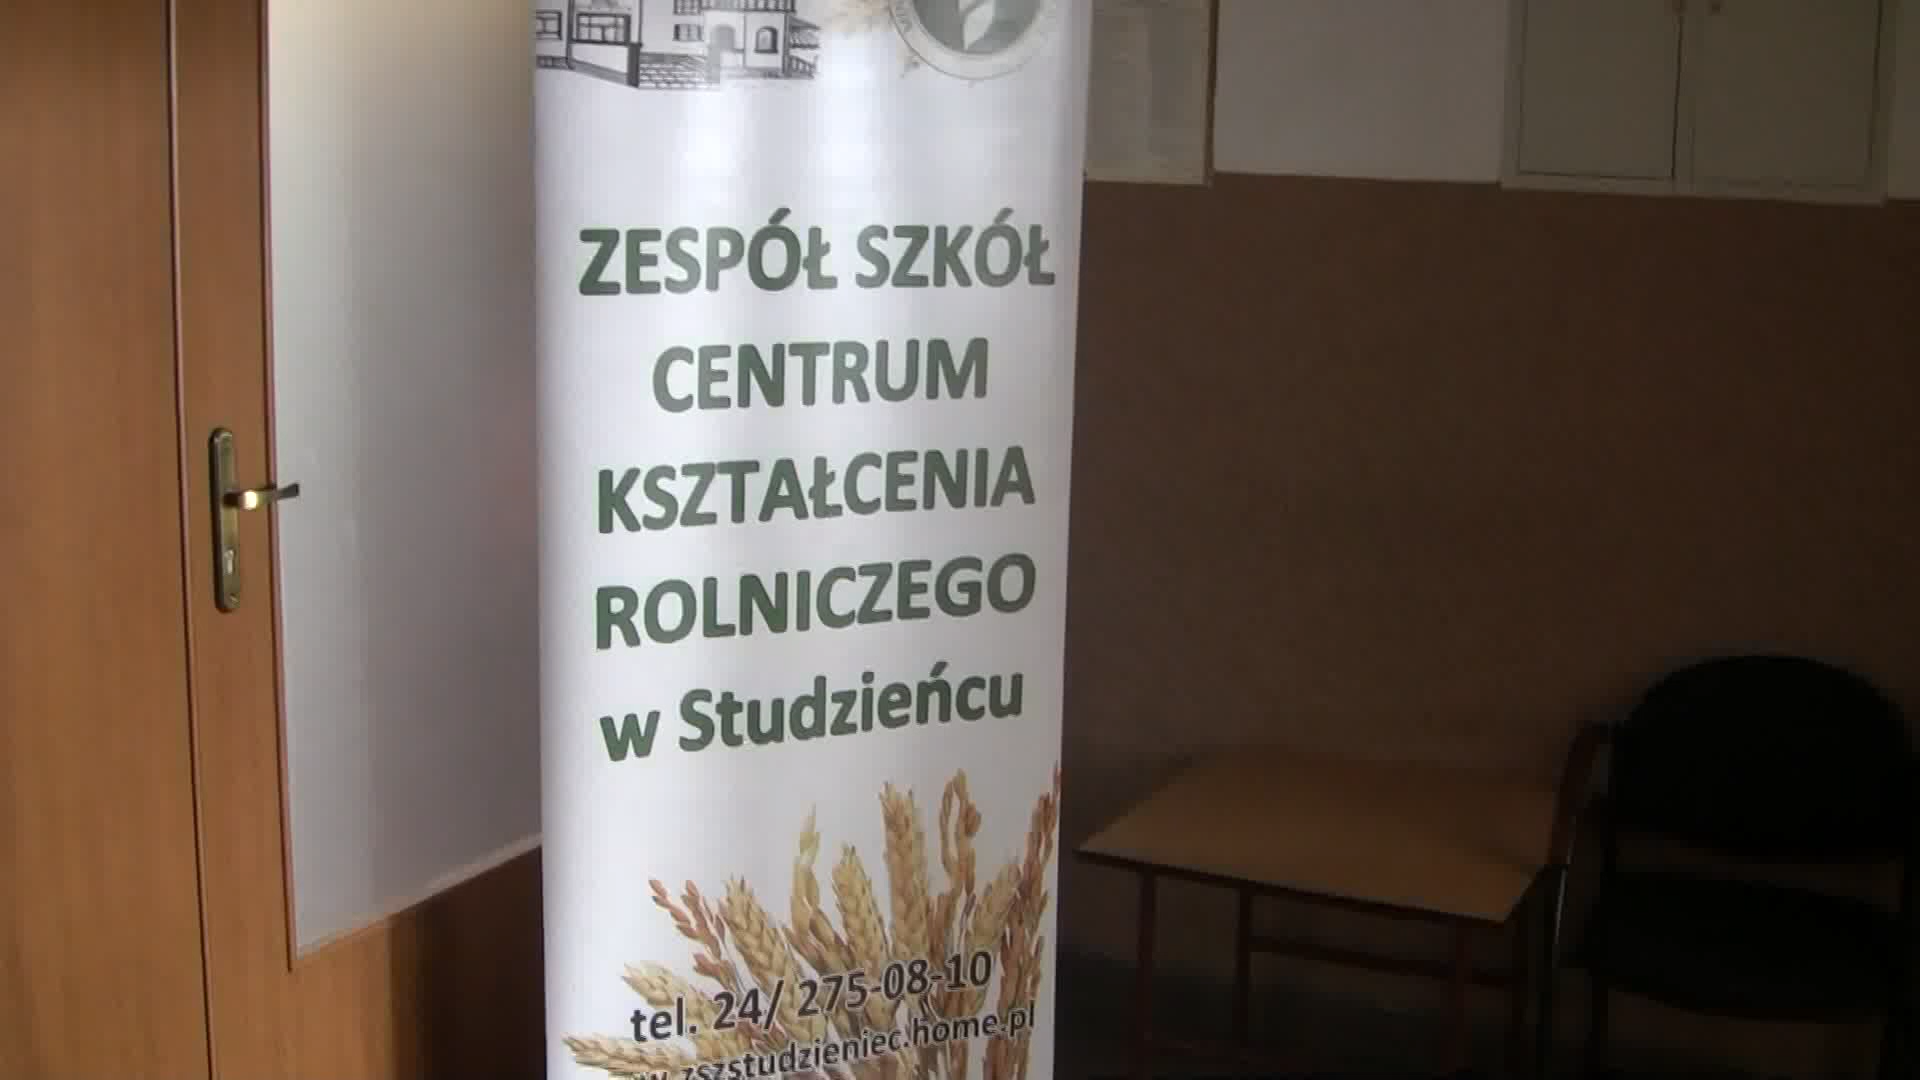 ZESPÓŁ SZKÓŁ
CENTRUM
KSZTAŁCENIA
ROLNICZEGO
w Studzieńcu
tel. 24/ 275-08-10
w.zszstudzieniec.home.pl